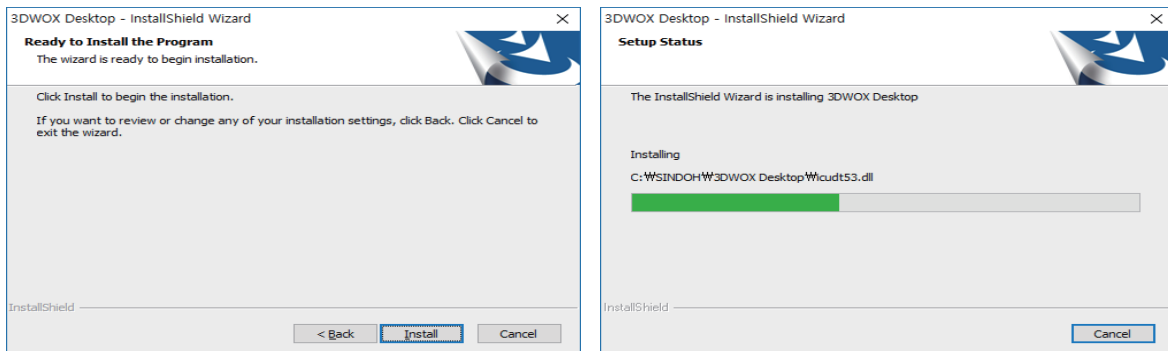 3DWOX Desktop - InstallShield Wizard
Ready to Install the Program
The wizard is ready to begin installation.
Click Install to begin the installation.
If you want to review or change any of your installation settings, click Back. Click Cancel to
exit the wizard.
InstallShield
< Back
Install
Cancel
3DWOX Desktop - InstallShield Wizard
Setup Status
The InstallShield Wizard is installing 3DWOX Desktop
Installing
C:₩SINDOH₩3DWOX Desktop₩icudt53.dll
InstallShield
Cancel